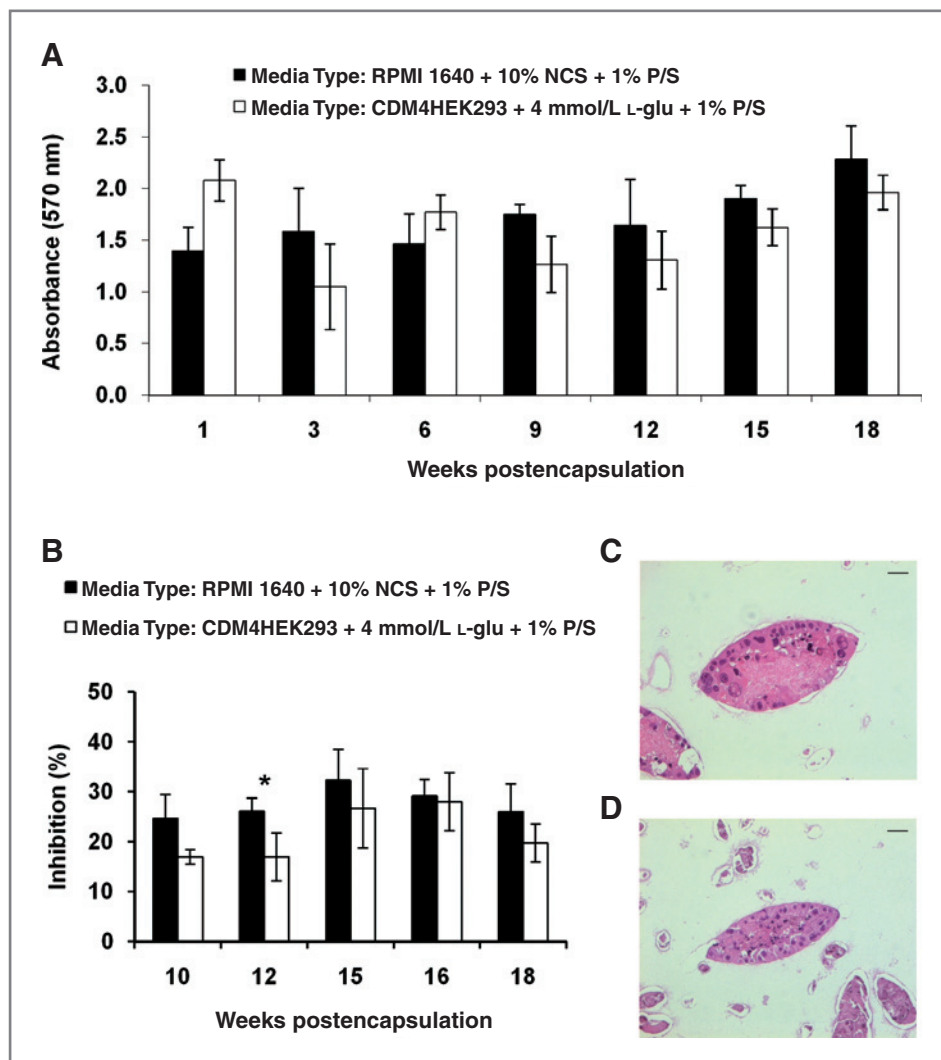 A
Media Type: RPMI 1640 + 10% NCS + 1% P/S
Media Type: CDM4HEK293 + 4 mmol/L L-glu + 1% P/S
Absorbance (570 nm)
3.0
2.5
2.0
1.5
1.0
0.5
0.0
1 3 6 9 12 15 18
Weeks postencapsulation
B
Media Type: RPMI 1640 + 10% NCS + 1% P/S
Media Type: CDM4HEK293 + 4 mmol/L L-glu + 1% P/S
Inhibition (%)
50
40
30
20
10
0
*
10 12 15 16 18
Weeks postencapsulation
C
D